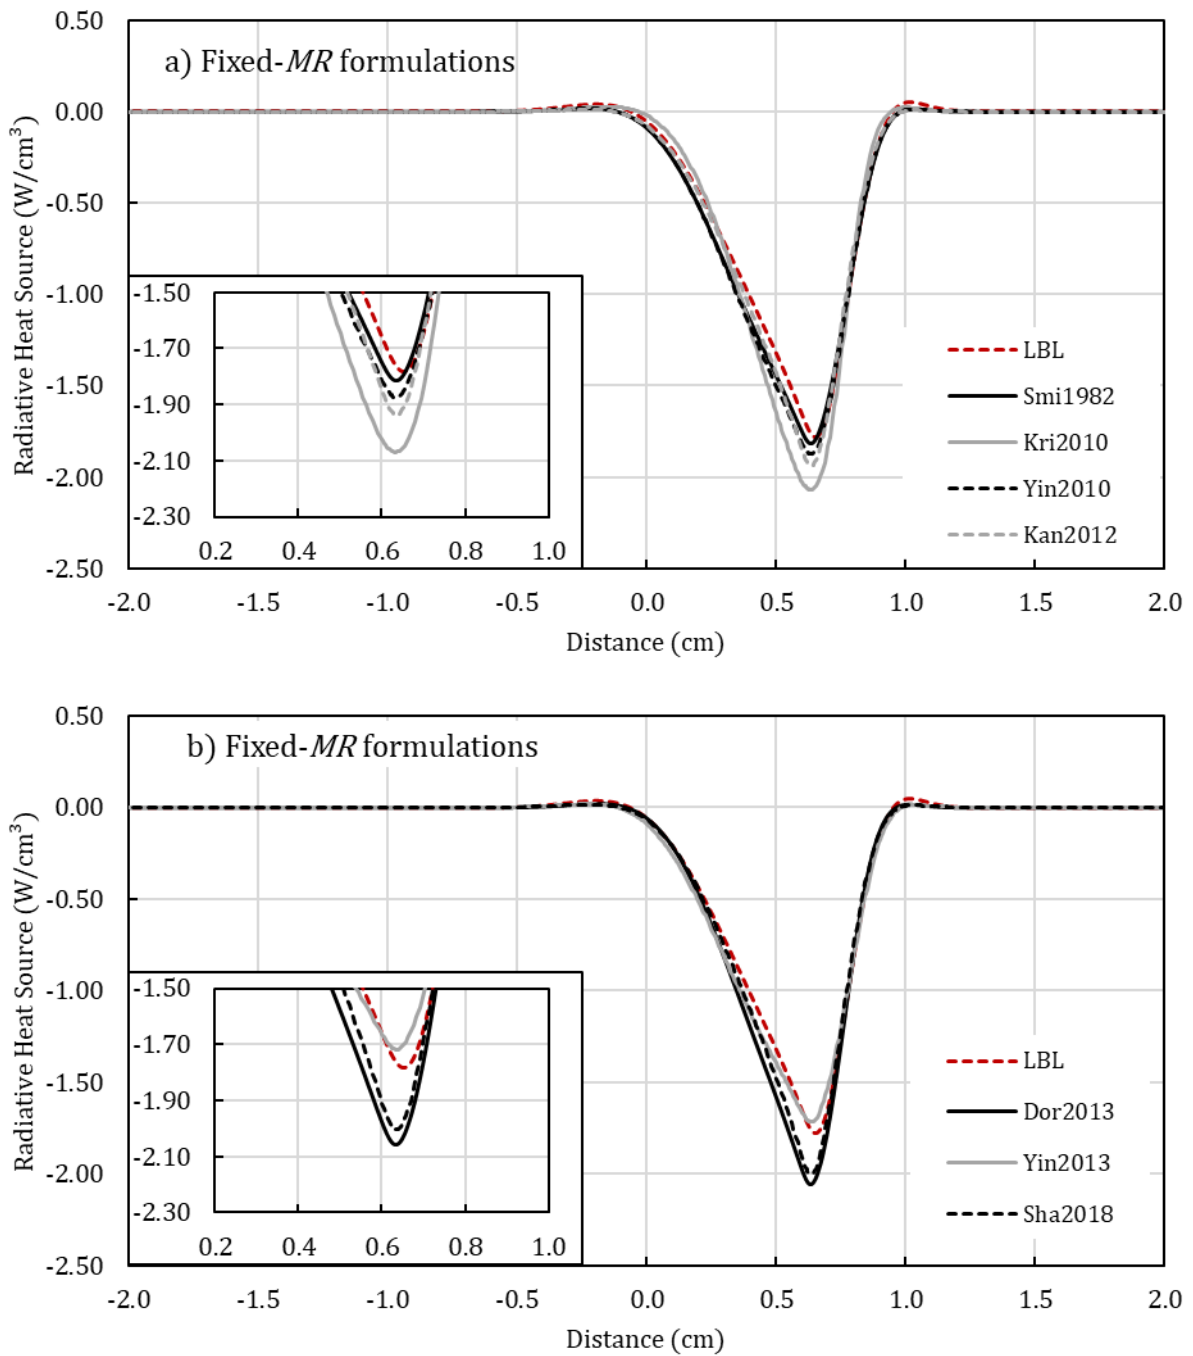 a) Fixed-MR formulations
Radiative Heat Source (W/cm³)
0.50
0.00
-0.50
-1.00
-1.50
-2.00
-2.50
-1.50
-1.70
-1.90
-2.10
-2.30
0.2 0.4 0.6 0.8 1.0
LBL
Smi1982
Kri2010
Yin2010
Kan2012
-2.0 -1.5 -1.0 -0.5 0.0 0.5 1.0 1.5 2.0
Distance (cm)
b) Fixed-MR formulations
Radiative Heat Source (W/cm³)
0.50
0.00
-0.50
-1.00
-1.50
-2.00
-2.50
-1.50
-1.70
-1.90
-2.10
-2.30
0.2 0.4 0.6 0.8 1.0
LBL
Dor2013
Yin2013
Sha2018
-2.0 -1.5 -1.0 -0.5 0.0 0.5 1.0 1.5 2.0
Distance (cm)